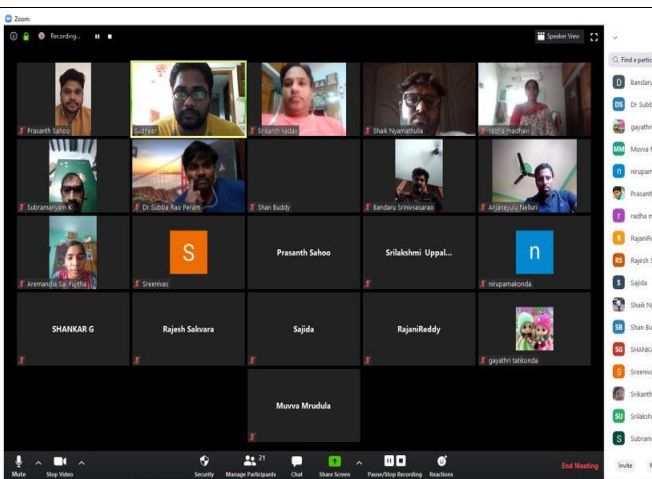 Zoom
Recording...
Speaker View
Prasanth Sahoo
Sudheer
Srikanth Yadav
Shaik Nyamathulla
radha madhavi
Subramanyam K
Dr Subba Rao Peram
Shan Buddy
Bandaru Srinivasarao
Anjaneyulu Nelluri
Aremandla Sai Pujitha
S
Sreenivas
Prasanth Sahoo
Srilakshmi Uppal...
n
nirupamakonda
SHANKAR G
Rajesh Sakvara
Sajida
RajaniReddy
gayathri tatikonda
Muvva Mrudula
Mute
Stop Video
Security
Manage Participants
21
Chat
Share Screen
Pause/Stop Recording
Reactions
End Meeting
Find a partic
D Bandaru
DS Dr Subb
gayathri
MM Muvva M
n nirupam
Prasanth
r radha m
R RajaniR
RS Rajesh S
S Sajida
Shaik Ny
SB Shan Bu
SG SHANKA
S Sreeniva
Srikanth
SU Srilaksh
S Subram
Invite